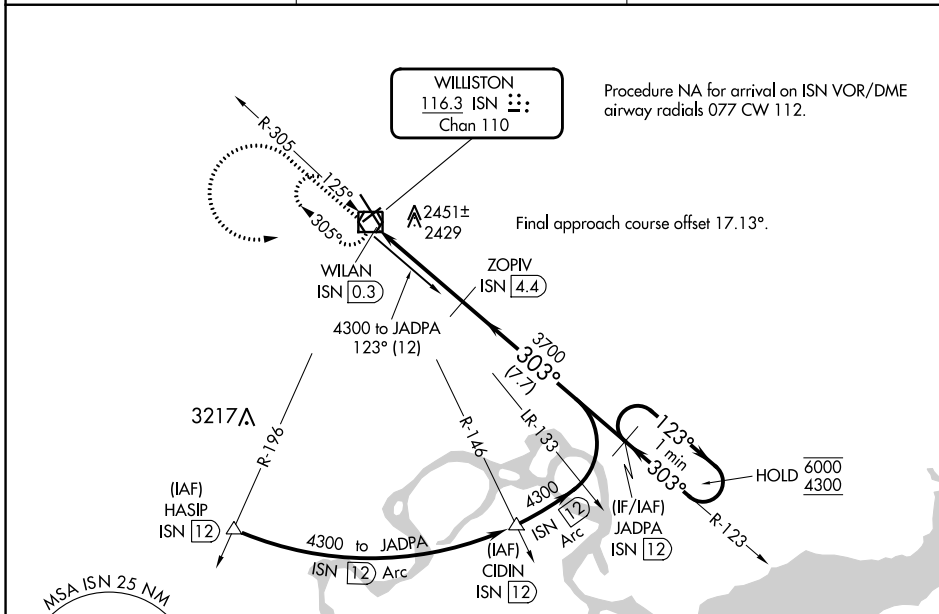 WILLISTON
116.3 ISN
Chan 110
Procedure NA for arrival on ISN VOR/DME
airway radials 077 CW 112.
R-305
125°
305°
2451±
2429
Final approach course offset 17.13°.
WILAN
ISN 0.3
ZOPIV
ISN 4.4
4300 to JADPA
123° (12)
3700
303°
(7.7)
3217
R-196
R-146
LR-133
123°
1 min
303°
HOLD 6000
4300
(IAF)
HASIP
ISN 12
4300 to JADPA
ISN 12 Arc
4300
ISN 12
Arc
(IAF)
CIDIN
ISN 12
(IF/IAF)
JADPA
ISN 12
R-123
MSA ISN 25 NM